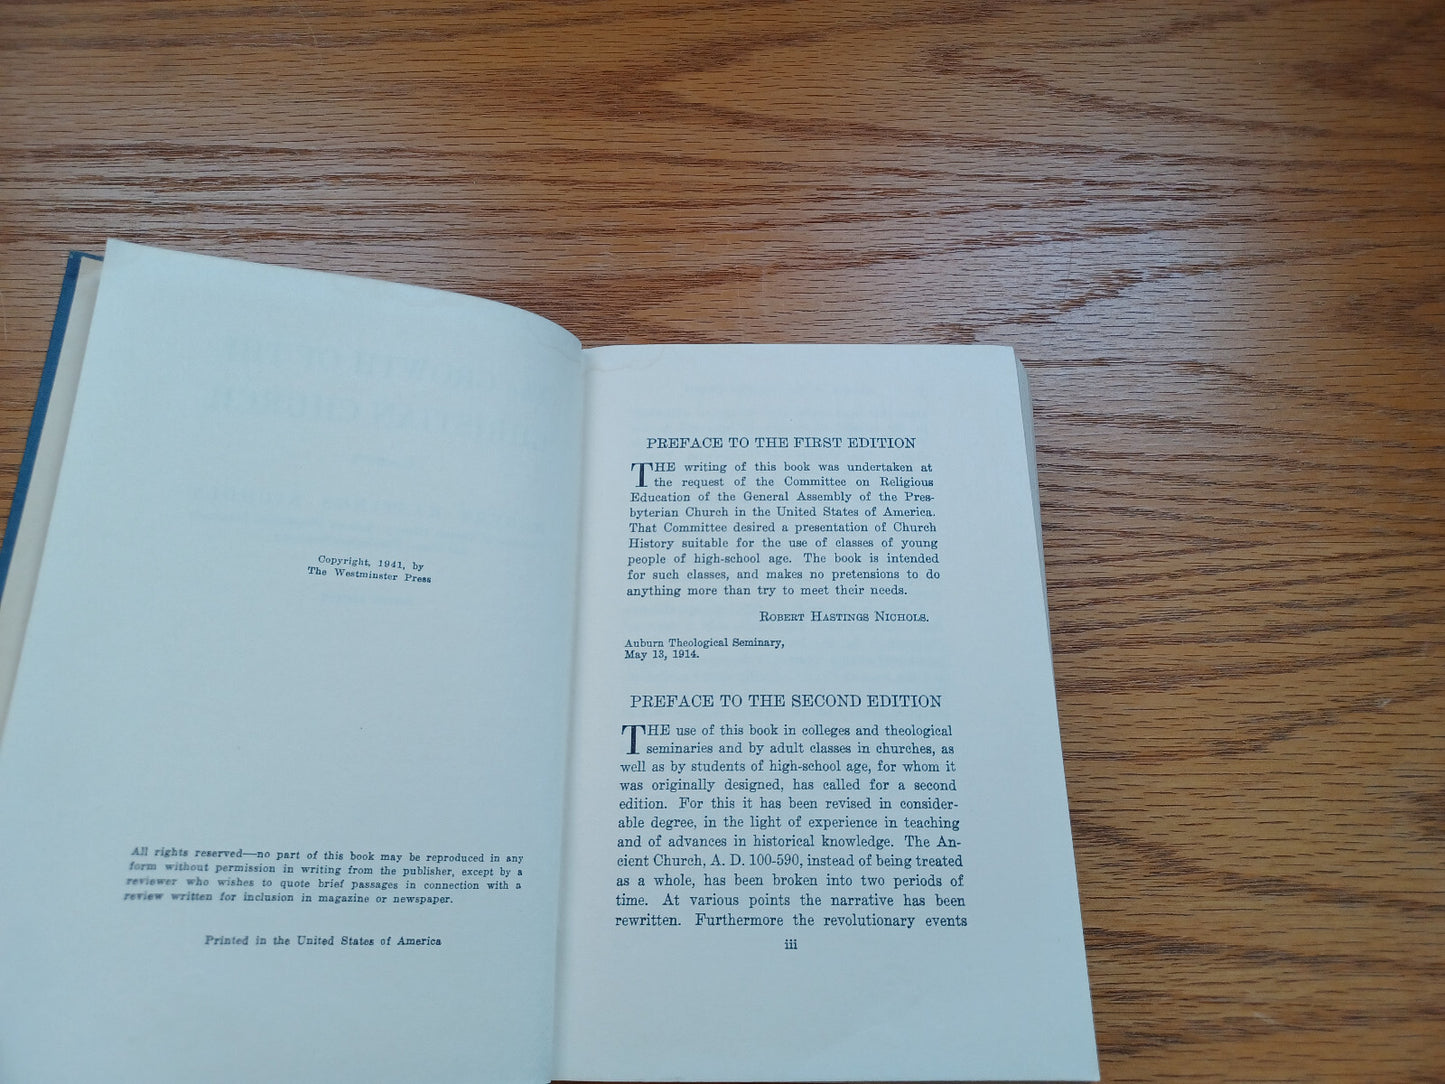 Copyright, 1941, by
The Westminster Press
All rights reserved—no part of this book may be reproduced in any
form without permission in writing from the publisher, except by a
reviewer who wishes to quote brief passages in connection with a
review written for inclusion in magazine or newspaper.
Printed in the United States of America
PREFACE TO THE FIRST EDITION
THE writing of this book was undertaken at
the request of the Committee on Religious
Education of the General Assembly of the Pres-
byterian Church in the United States of America.
That Committee desired a presentation of Church
History suitable for the use of classes of young
people of high-school age. The book is intended
for such classes, and makes no pretensions to do
anything more than try to meet their needs.
ROBERT HASTINGS NICHOLS.
Auburn Theological Seminary,
May 13, 1914.
PREFACE TO THE SECOND EDITION
THE use of this book in colleges and theological
seminaries and by adult classes in churches, as
well as by students of high-school age, for whom it
was originally designed, has called for a second
edition. For this it has been revised in consider-
able degree, in the light of experience in teaching
and of advances in historical knowledge. The An-
cient Church, A. D. 100-590, instead of being treated
as a whole, has been broken into two periods of
time. At various points the narrative has been
rewritten. Furthermore the revolutionary events
iii